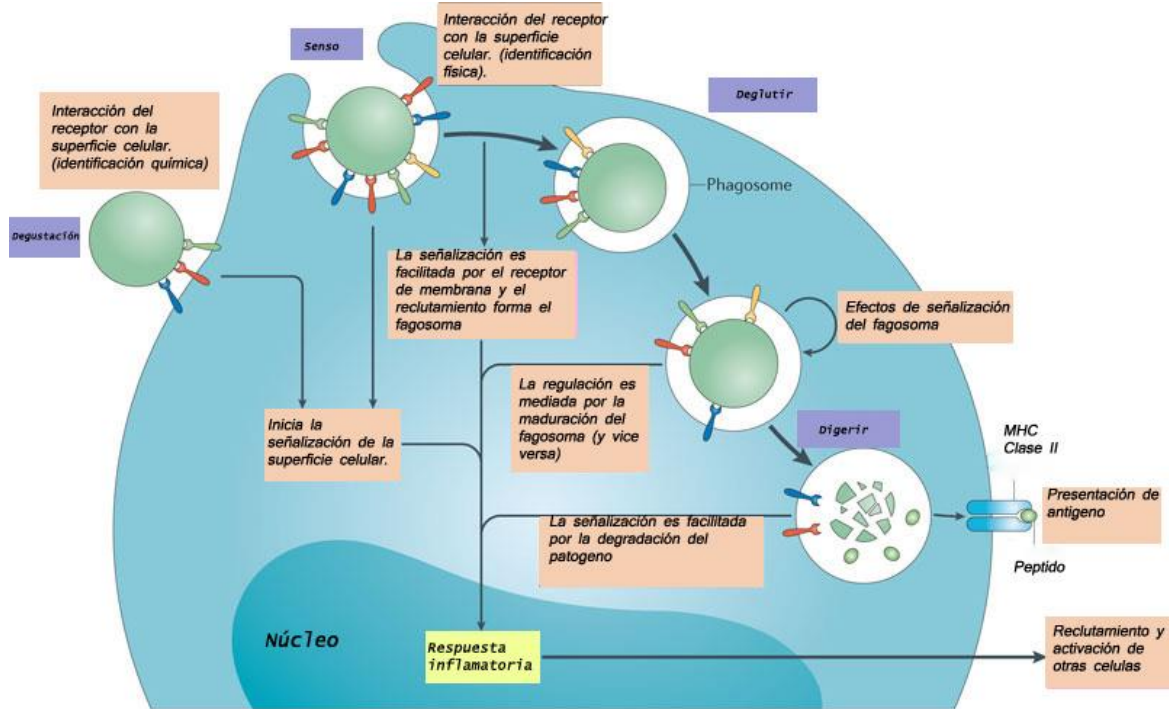 Senso
Interacción del receptor
con la superficie
celular. (identificación
física).
Deglutir
Interacción del
receptor con la
superficie celular.
(identificación química)
Phagosome
Degustación
La señalización es
facilitada por el receptor
de membrana y el
reclutamiento forma el
fagosoma
Efectos de señalización
del fagosoma
La regulación es
mediada por la
maduración del
fagosoma (y vice
versa)
Inicia la
señalización de la
superficie celular.
Digerir
MHC
Clase II
Presentación de
antigeno
La señalización es facilitada
por la degradación del
patogeno
Peptido
Núcleo
Respuesta
inflamatoria
Reclutamiento y
activación de
otras celulas